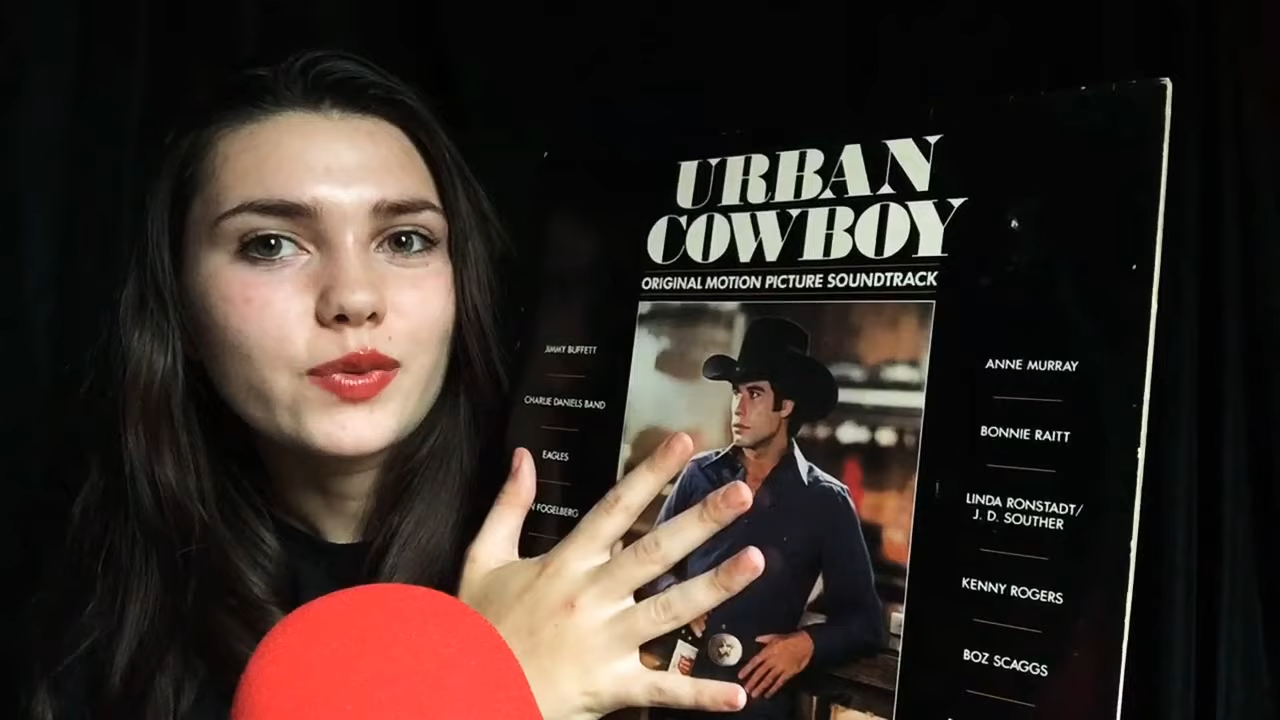 URBAN
COWBOY
ORIGINAL MOTION PICTURE SOUNDTRACK
JIMMY BUFFETT
CHARLIE DANIELS BAND
EAGLES
FOGELBERG
ANNE MURRAY
BONNIE RAITT
LINDA RONSTADT/
J. D. SOUTHER
KENNY ROGERS
BOZ SCAGGS